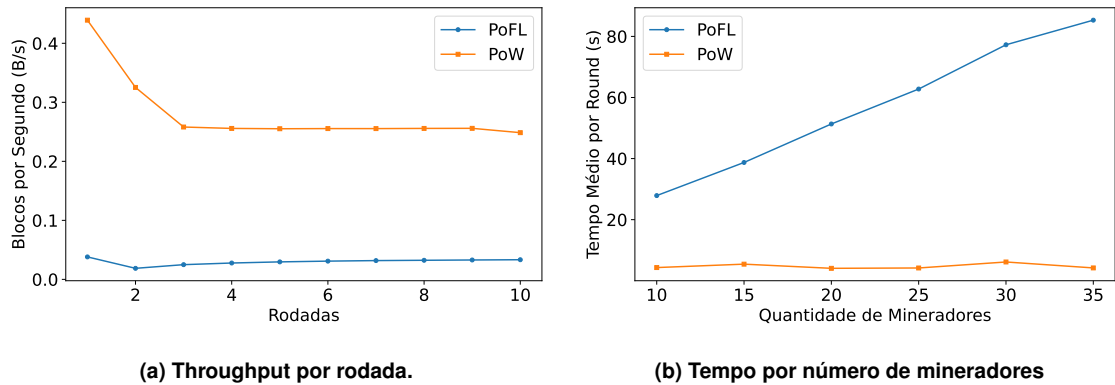 PoFL
PoW
0.4
0.3
0.2
0.1
0.0
Blocos por Segundo (B/s)
2
4
6
8
10
Rodadas
(a) Throughput por rodada.
PoFL
PoW
80
60
40
20
Tempo Médio por Round (s)
10
15
20
25
30
35
Quantidade de Mineradores
(b) Tempo por número de mineradores